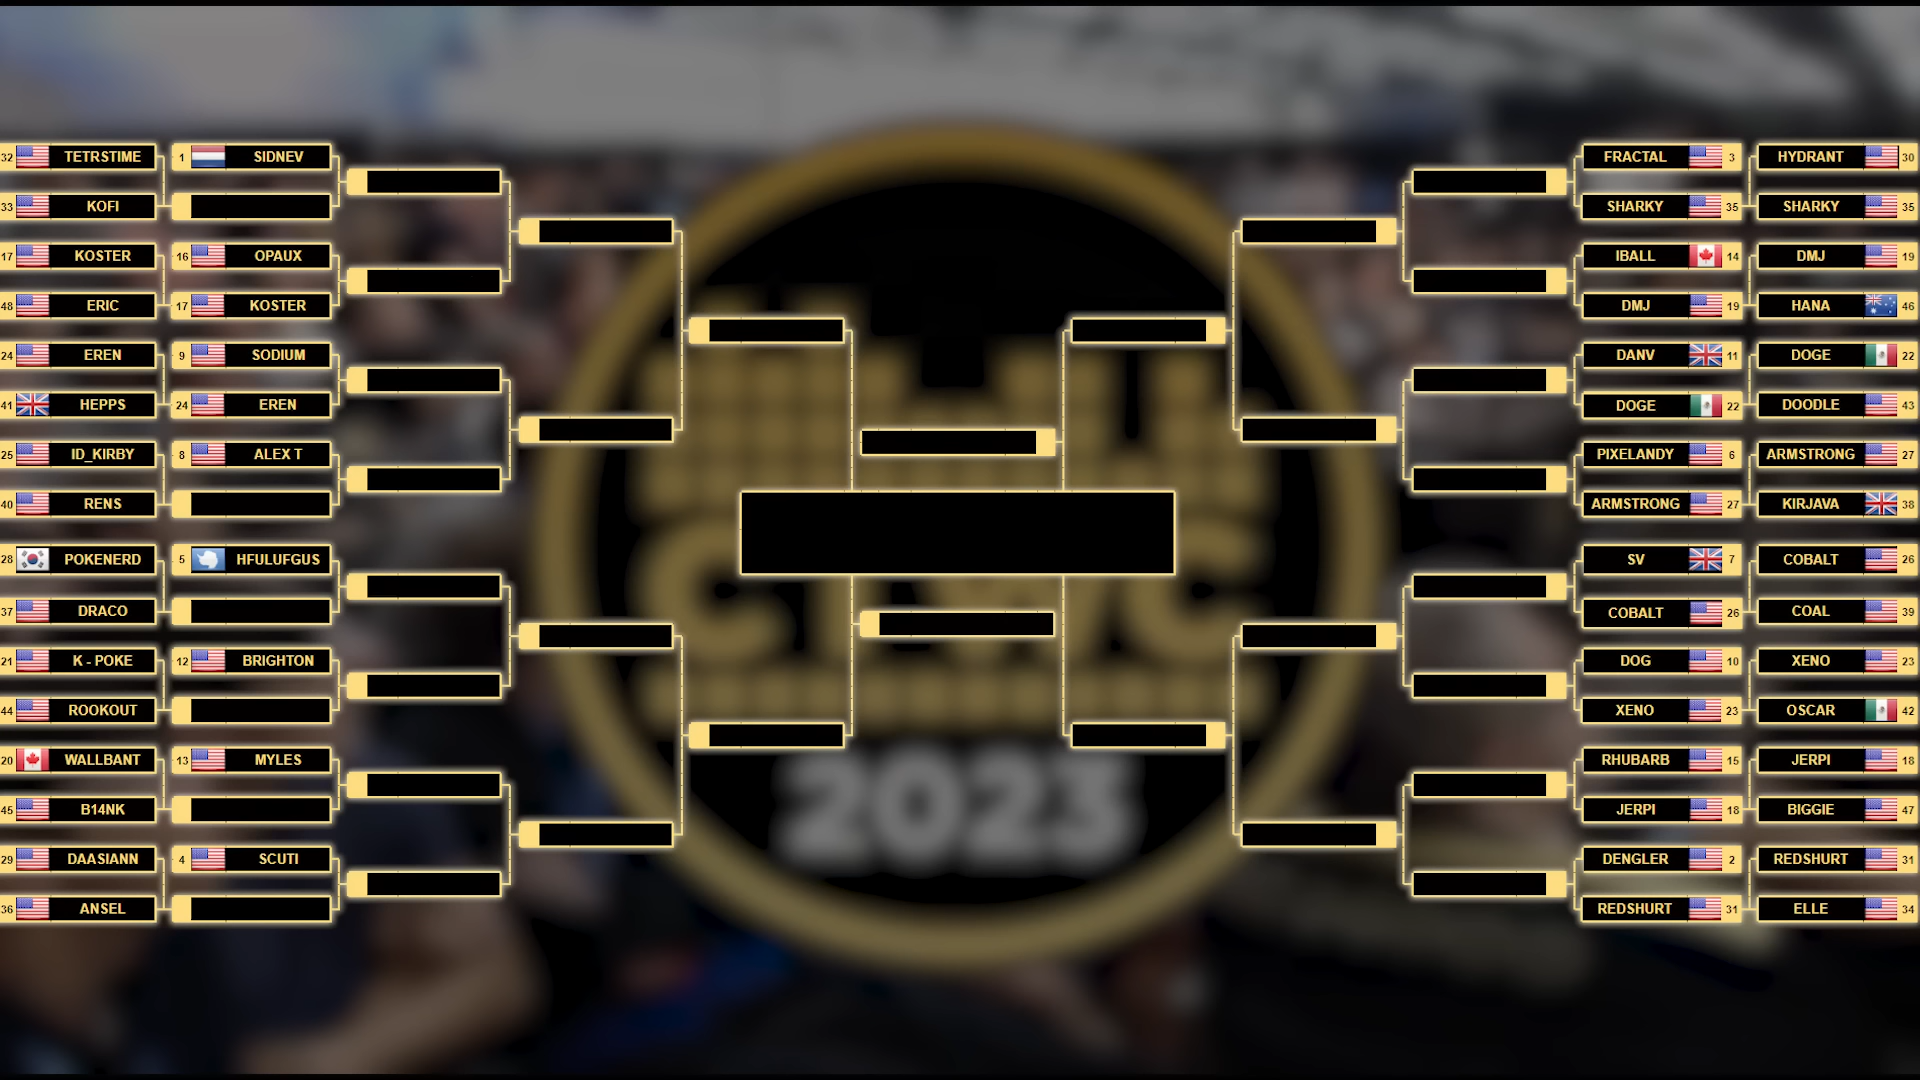 32 TETRSTIME
1 SIDNEV
33 KOFI
17 KOSTER
16 OPAUX
48 ERIC
17 KOSTER
24 EREN
9 SODIUM
41 HEPPS
24 EREN
25 ID_KIRBY
8 ALEX T
40 RENS
28 POKENERD
5 HFULUFGUS
37 DRACO
21 K - POKE
12 BRIGHTON
44 ROOKOUT
20 WALLBANT
13 MYLES
45 B14NK
29 DAASIANN
4 SCUTI
36 ANSEL
CTWC
2023
FRACTAL 3
HYDRANT 30
SHARKY 35
SHARKY 35
IBALL 14
DMJ 19
DMJ 19
HANA 46
DANV 11
DOGE 22
DOGE 22
DOODLE 43
PIXELANDY 6
ARMSTRONG 27
ARMSTRONG 27
KIRJAVA 38
SV 7
COBALT 26
COBALT 26
COAL 39
DOG 10
XENO 23
XENO 23
OSCAR 42
RHUBARB 15
JERPI 18
JERPI 18
BIGGIE 47
DENGLER 2
REDSHURT 31
REDSHURT 31
ELLE 34